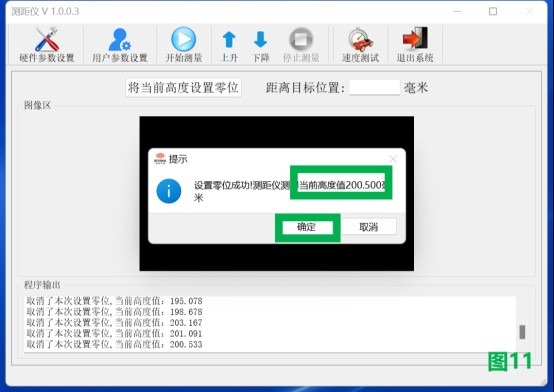 测距仪 V 1.0.0.3
硬件参数设置 用户参数设置 开始测量 上升 下降 停止测量 速度测试 退出系统
将当前高度设置零位 距离目标位置: 毫米
图像区
提示
设置零位成功!测距仪测 当前高度值200.500毫
米
确定 取消
程序输出
取消了本次设置零位,当前高度值: 195.078
取消了本次设置零位,当前高度值: 198.678
取消了本次设置零位,当前高度值: 203.167
取消了本次设置零位,当前高度值: 201.091
取消了本次设置零位,当前高度值: 200.533
图11